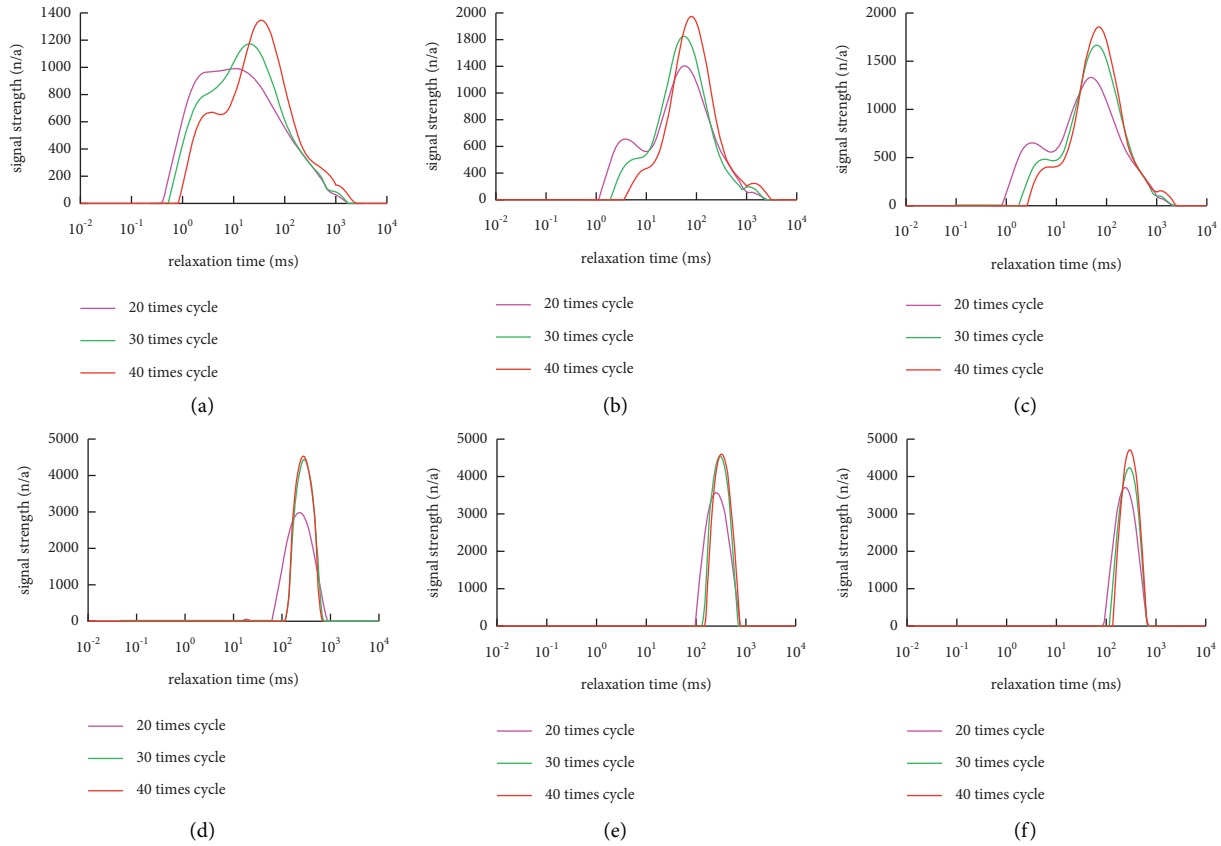 1400
1200
1000
800
600
400
200
0
signal strength (n/a)
10-2 10-1 100 101 102 103 104
relaxation time (ms)
20 times cycle
30 times cycle
40 times cycle
(a)
2000
1800
1600
1400
1200
1000
800
600
400
200
0
signal strength (n/a)
10-2 10-1 100 101 102 103 104
relaxation time (ms)
20 times cycle
30 times cycle
40 times cycle
(b)
2000
1500
1000
500
0
signal strength (n/a)
10-2 10-1 100 101 102 103 104
relaxation time (ms)
20 times cycle
30 times cycle
40 times cycle
(c)
5000
4000
3000
2000
1000
0
signal strength (n/a)
10-2 10-1 100 101 102 103 104
relaxation time (ms)
20 times cycle
30 times cycle
40 times cycle
(d)
5000
4000
3000
2000
1000
0
signal strength (n/a)
10-2 10-1 100 101 102 103 104
relaxation time (ms)
20 times cycle
30 times cycle
40 times cycle
(e)
5000
4000
3000
2000
1000
0
signal strength (n/a)
10-2 10-1 100 101 102 103 104
relaxation time (ms)
20 times cycle
30 times cycle
40 times cycle
(f)